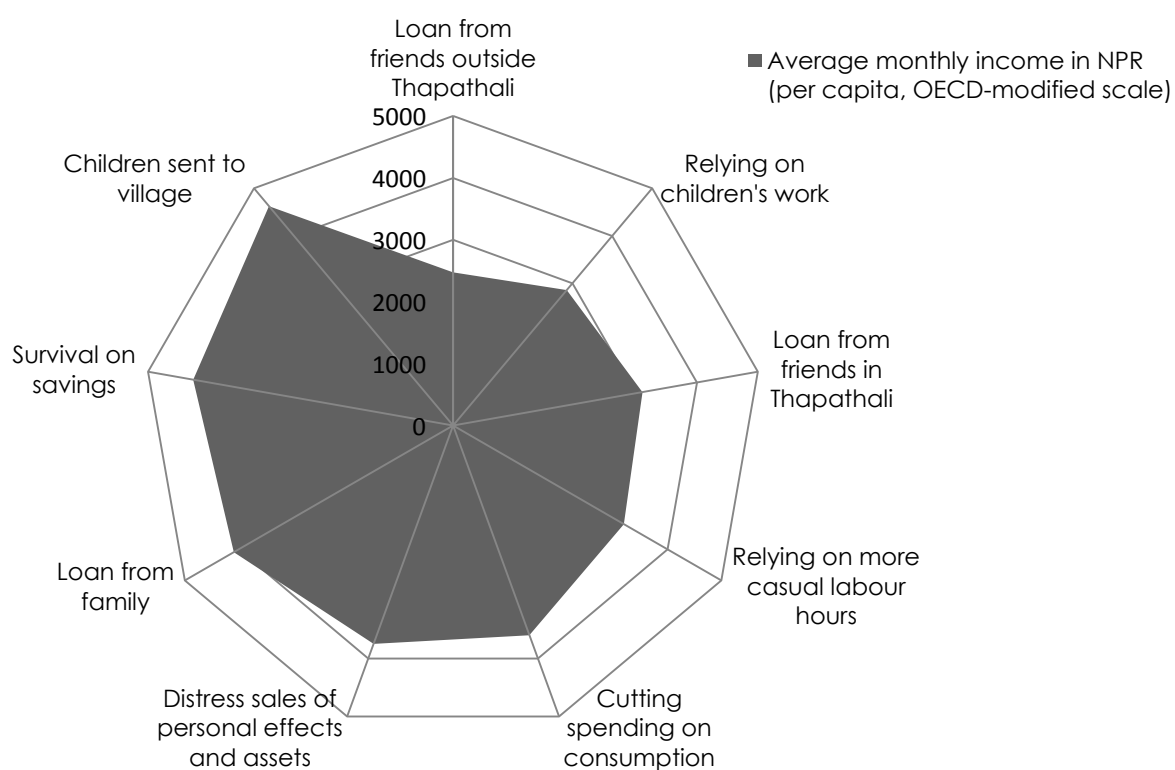 Loan from
friends outside
Thapathali
■ Average monthly income in NPR
(per capita, OECD-modified scale)
5000
4000
3000
2000
1000
0
Relying on
children's work
Loan from
friends in
Thapathali
Relying on more
casual labour
hours
Cutting
spending on
consumption
Distress sales of
personal effects
and assets
Loan from
family
Survival on
savings
Children sent to
village